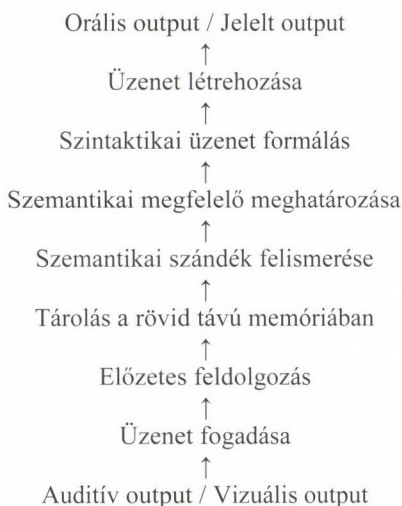 Orális output / Jelelt output
↑
Üzenet létrehozása
↑
Szintaktikai üzenet formálás
↑
Szemantikai megfelelő meghatározása
↑
Szemantikai szándék felismerése
↑
Tárolás a rövid távú memóriában
↑
Előzetes feldolgozás
↑
Üzenet fogadása
↑
Auditív output / Vizuális output